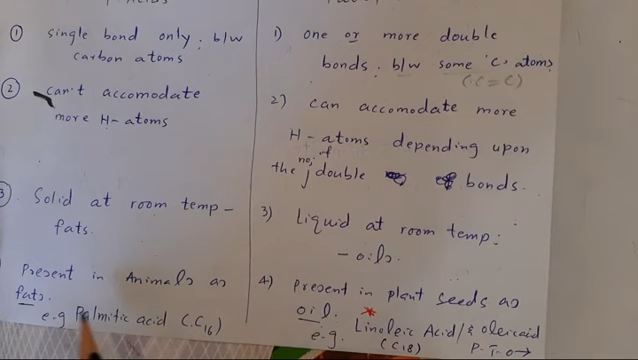 ① single bond only. b/w
carbon atoms
② can't accomodate
more H-atoms
3 Solid at room temp-
fats.
Present in Animals as
fats.
e.g Palmitic acid (C16)
1) one or more double
bonds. b/w some 'C' atoms
(C=C)
2) can accomodate more
H-atoms depending upon
the no; of double bonds.
3) Liquid at room temp:
- oils.
4) present in plant seeds as
oil. *
e.g. Linoleic Acid/& oleicaid
(C18) P-T-O→